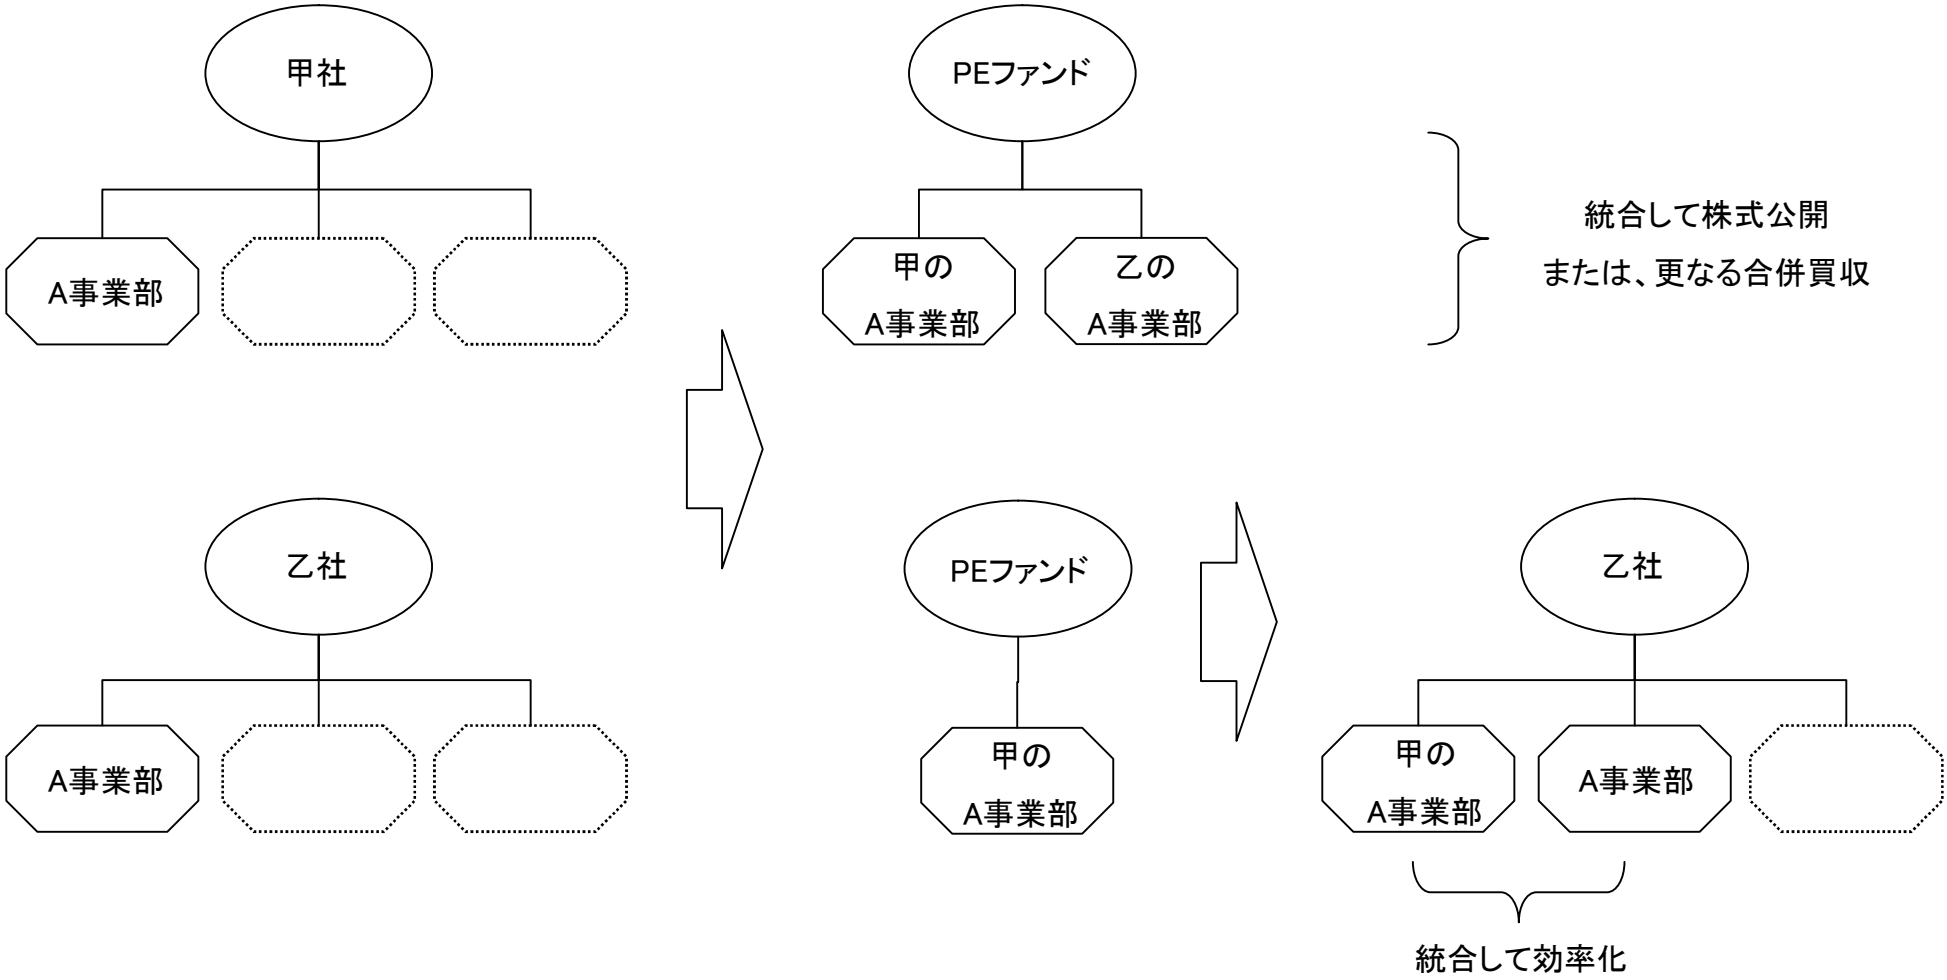 甲社
A事業部
乙社
A事業部
PEファンド
甲の
A事業部
乙の
A事業部
統合して株式公開
または、更なる合併買収
PEファンド
甲の
A事業部
乙社
甲の
A事業部
A事業部
統合して効率化